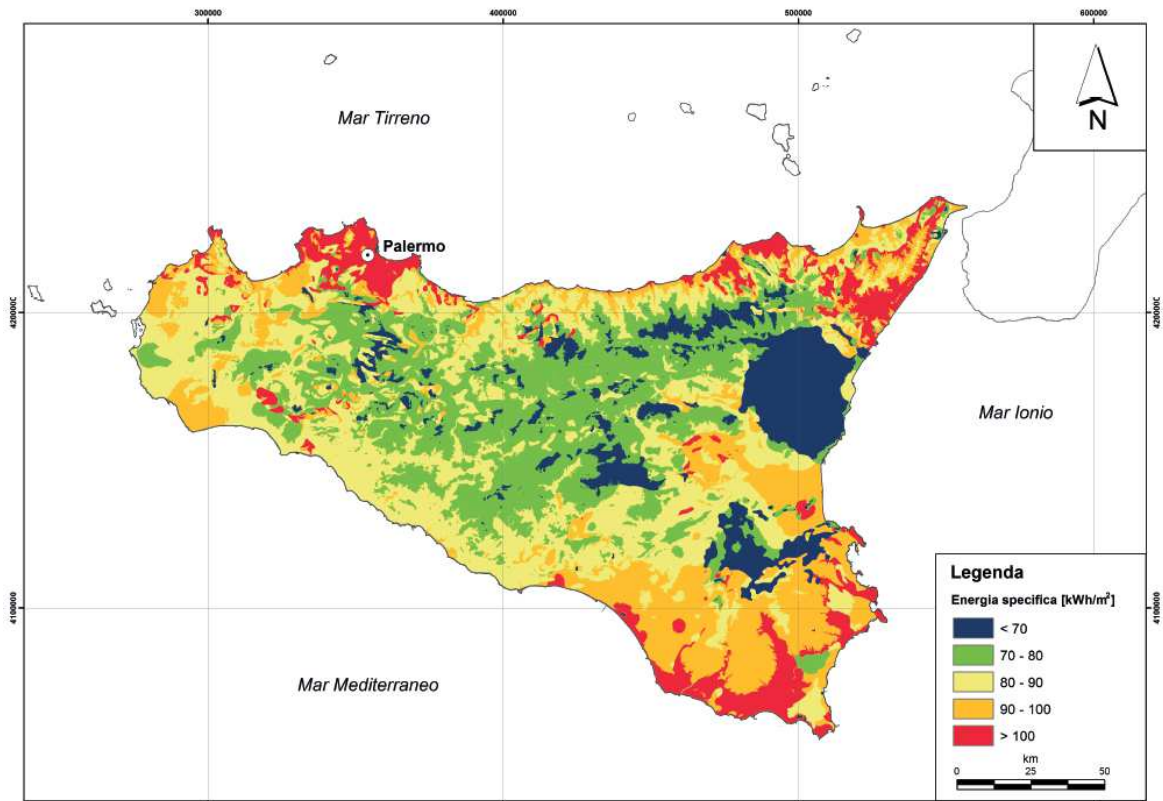 300000
400000
500000
600000
N
Mar Tirreno
Palermo
4200000
4200000
Mar Ionio
Mar Mediterraneo
4100000
4100000
Legenda
Energia specifica [kWh/m²]
< 70
70 - 80
80 - 90
90 - 100
> 100
km
0 25 50